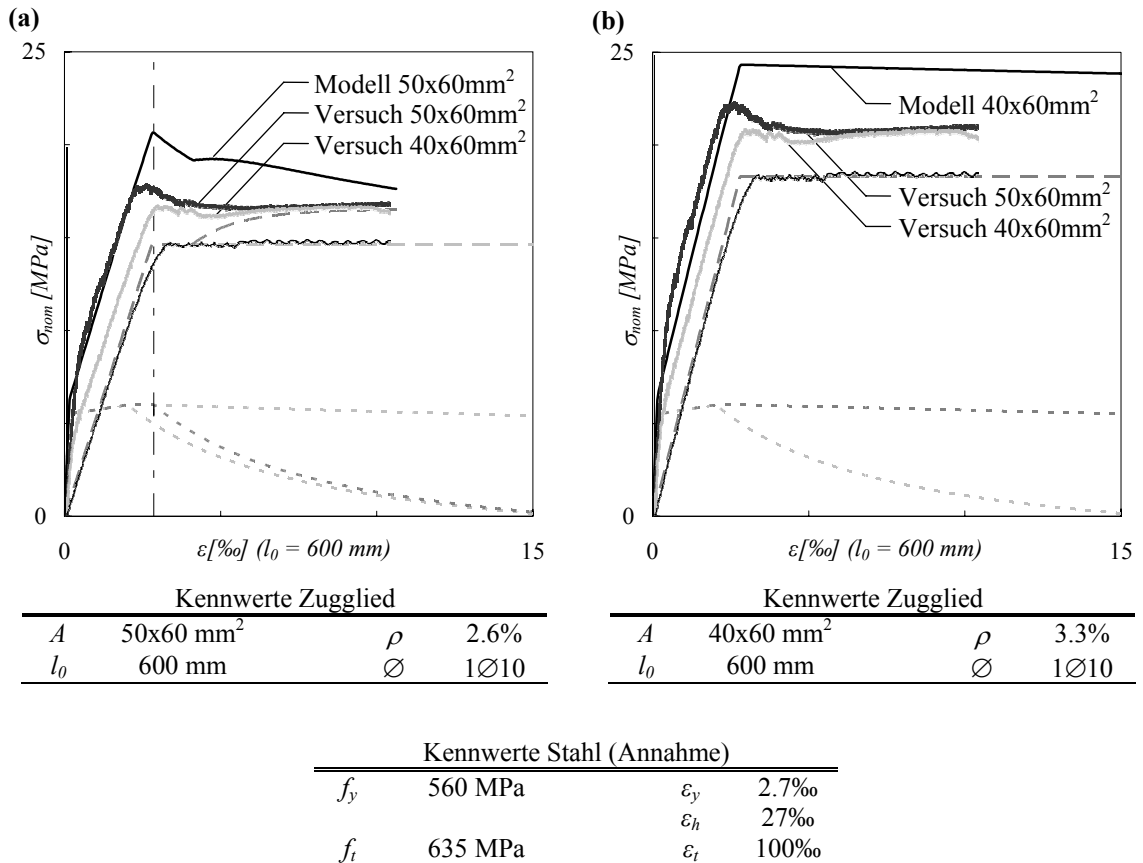 (a)
25
Modell 50x60mm²
Versuch 50x60mm²
Versuch 40x60mm²
σnom [MPa]
0
0
ε[‰] (l0 = 600 mm)
15
(b)
25
Modell 40x60mm²
Versuch 50x60mm²
Versuch 40x60mm²
σnom [MPa]
0
0
ε[‰] (l0 = 600 mm)
15
Kennwerte Zugglied
A 50x60 mm² ρ 2.6%
l0 600 mm ∅ 1∅10
Kennwerte Zugglied
A 40x60 mm² ρ 3.3%
l0 600 mm ∅ 1∅10
Kennwerte Stahl (Annahme)
fy 560 MPa εy 2.7‰
εh 27‰
ft 635 MPa εt 100‰